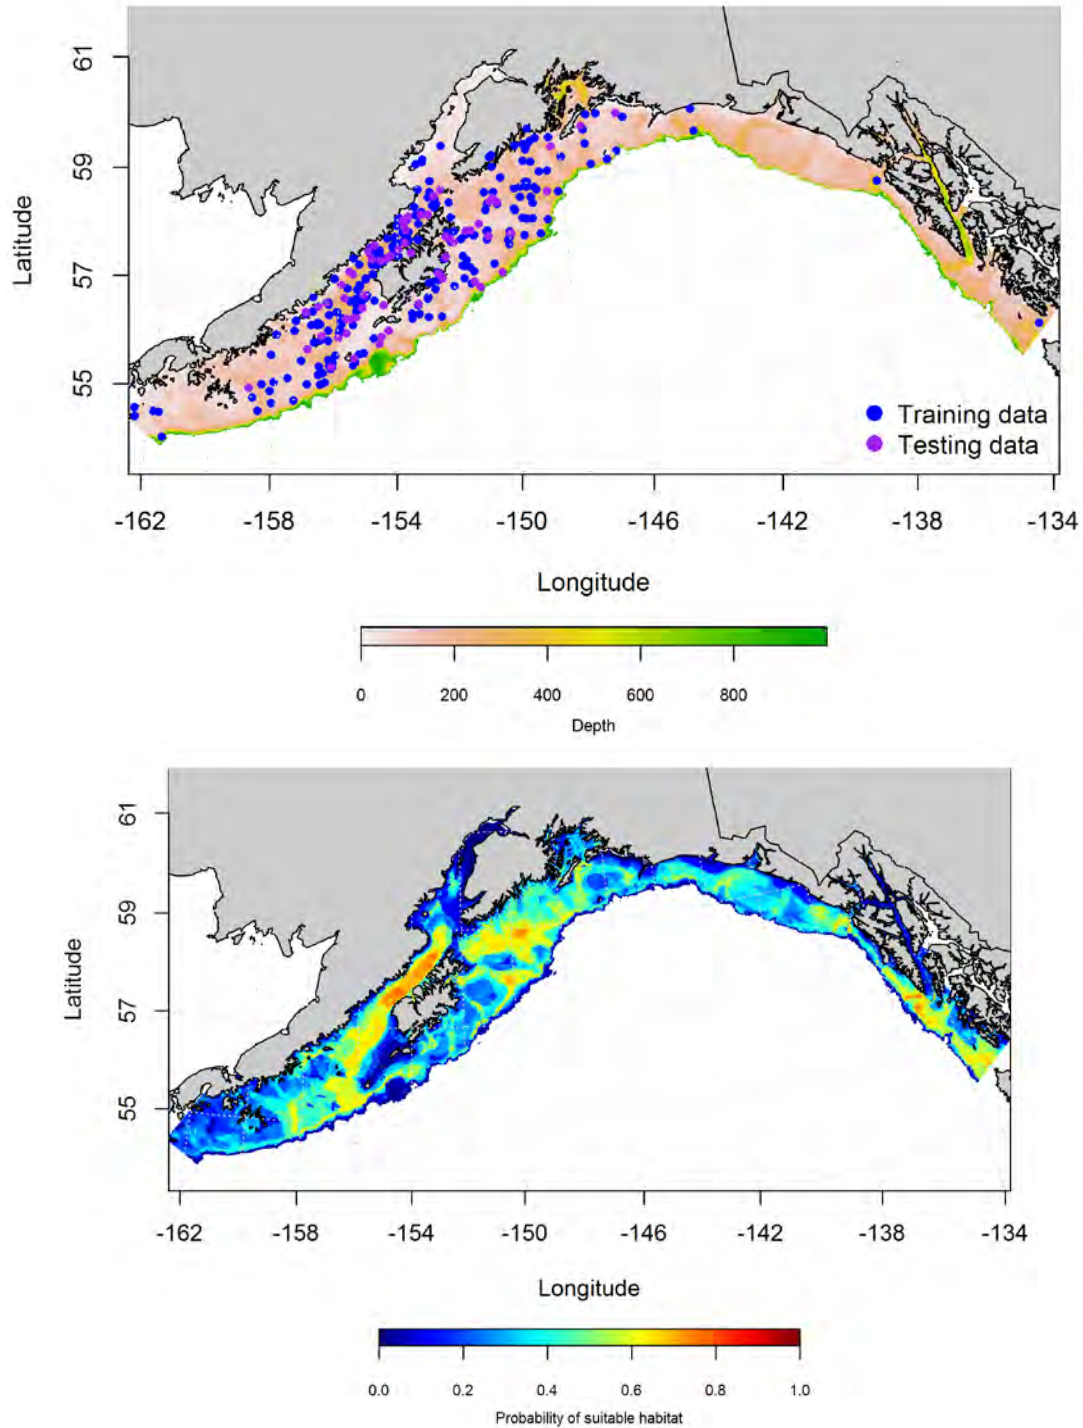 61
59
57
55
Latitude
Training data
Testing data
-162 -158 -154 -150 -146 -142 -138 -134
Longitude
0 200 400 600 800
Depth
61
59
57
55
Latitude
-162 -158 -154 -150 -146 -142 -138 -134
Longitude
0.0 0.2 0.4 0.6 0.8 1.0
Probability of suitable habitat